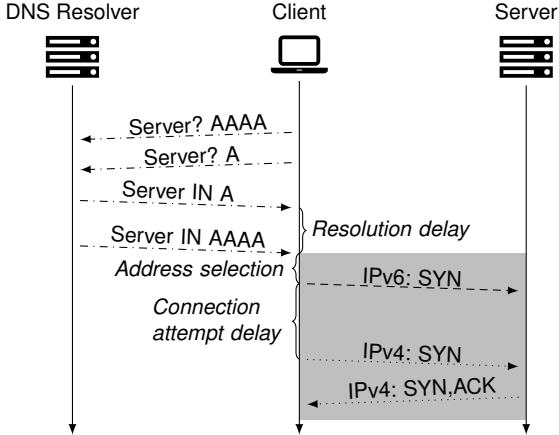 DNS Resolver
Client
Server
Server? AAAA
Server? A
Server IN A
Resolution delay
Server IN AAAA
Address selection
IPv6: SYN
Connection
attempt delay
IPv4: SYN
IPv4: SYN,ACK